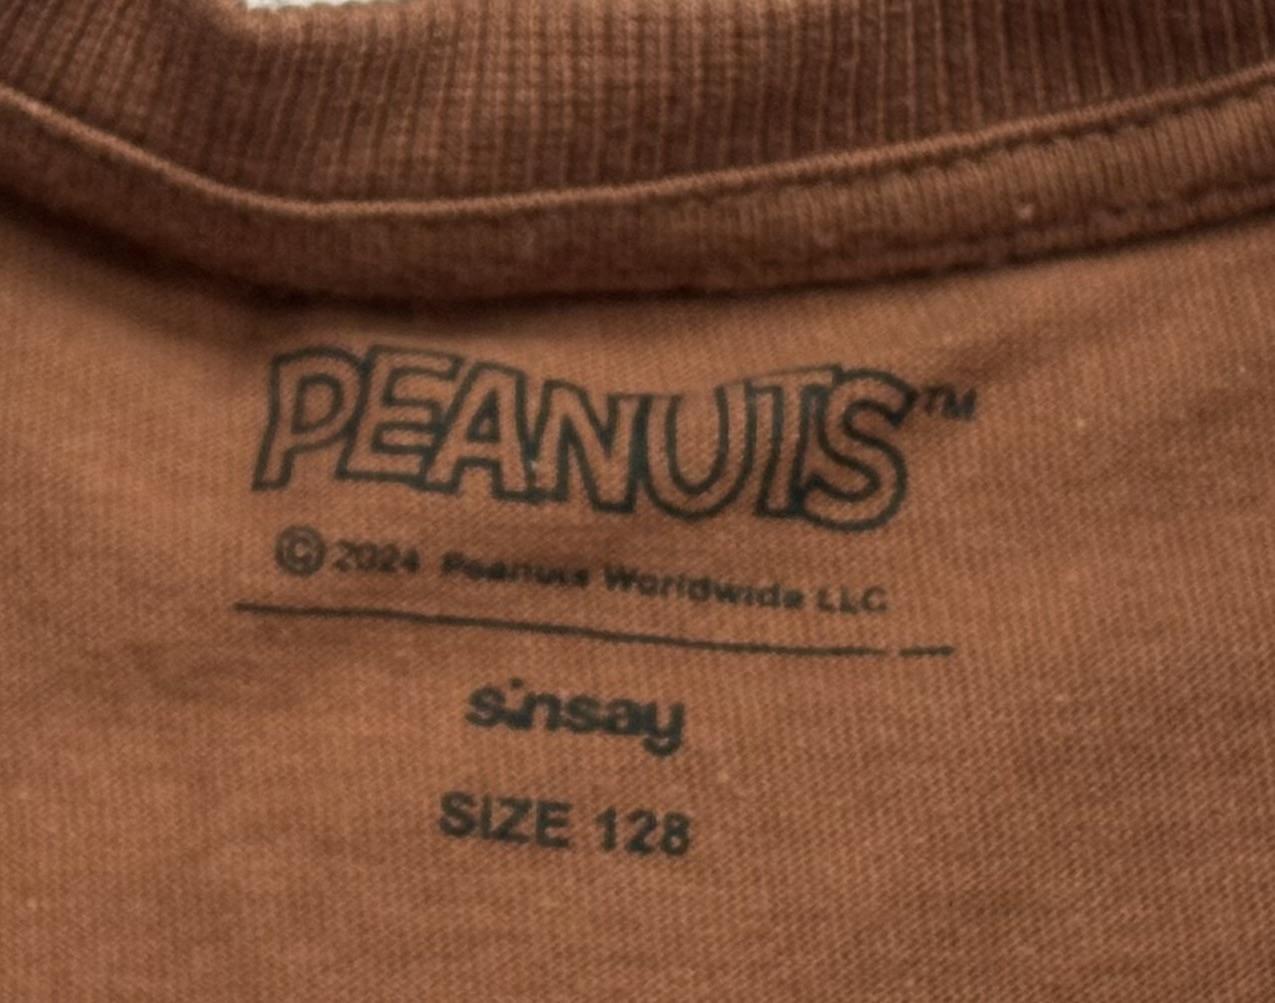 PEANUTS™
© 2024 Peanuts Worldwide LLC
sinsay
SIZE 128